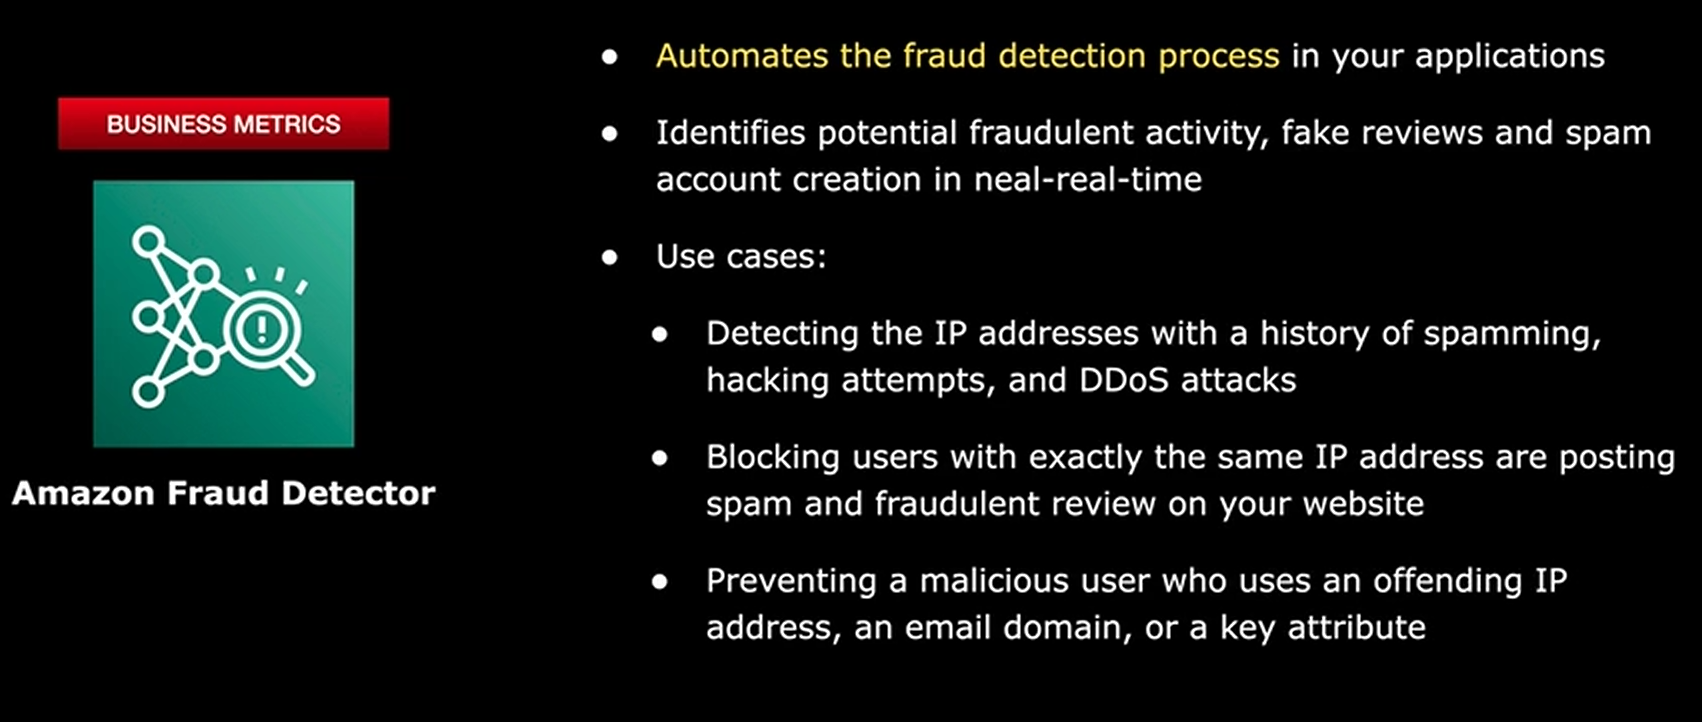 BUSINESS METRICS
Amazon Fraud Detector
● Automates the fraud detection process in your applications
● Identifies potential fraudulent activity, fake reviews and spam
account creation in neal-real-time
● Use cases:
● Detecting the IP addresses with a history of spamming,
hacking attempts, and DDoS attacks
● Blocking users with exactly the same IP address are posting
spam and fraudulent review on your website
● Preventing a malicious user who uses an offending IP
address, an email domain, or a key attribute